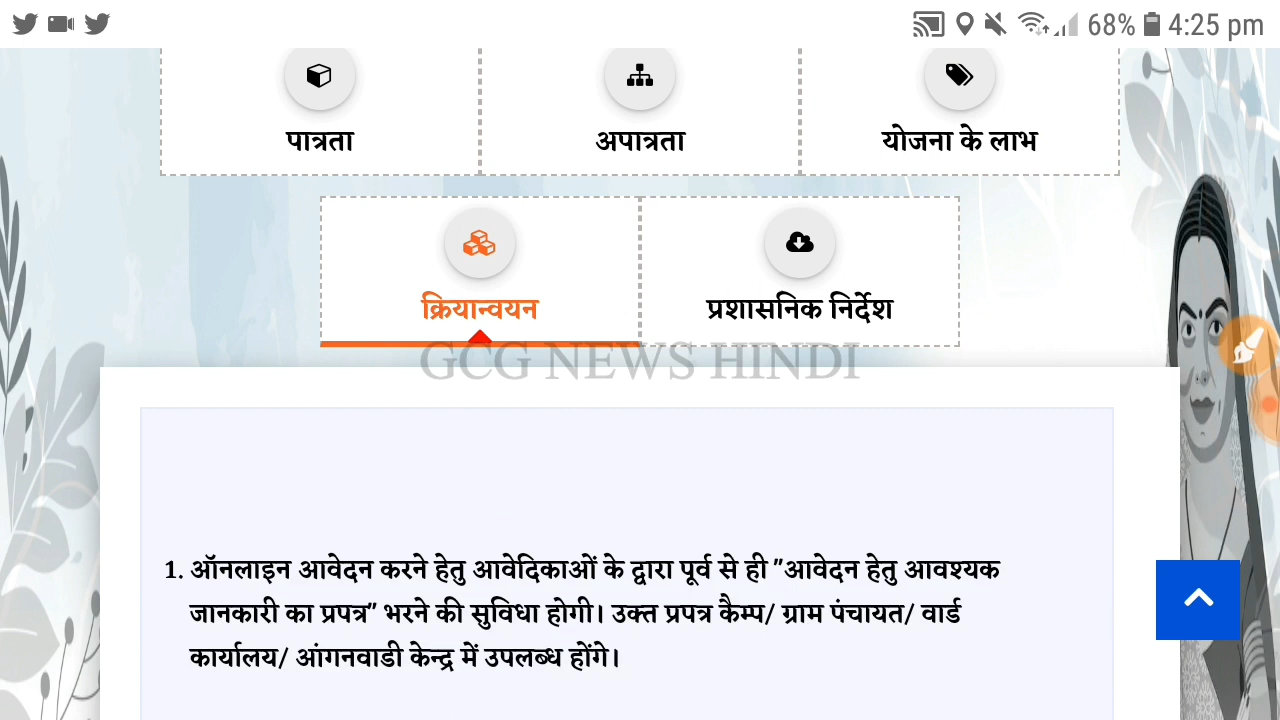 68% 4:25 pm
पात्रता
अपात्रता
योजना के लाभ
क्रियान्वयन
प्रशासनिक निर्देश
GCG NEWS HINDI
1. ऑनलाइन आवेदन करने हेतु आवेदिकाओं के द्वारा पूर्व से ही "आवेदन हेतु आवश्यक
जानकारी का प्रपत्र" भरने की सुविधा होगी। उक्त प्रपत्र कैम्प/ ग्राम पंचायत/ वार्ड
कार्यालय/ आंगनवाडी केन्द्र में उपलब्ध होंगे।